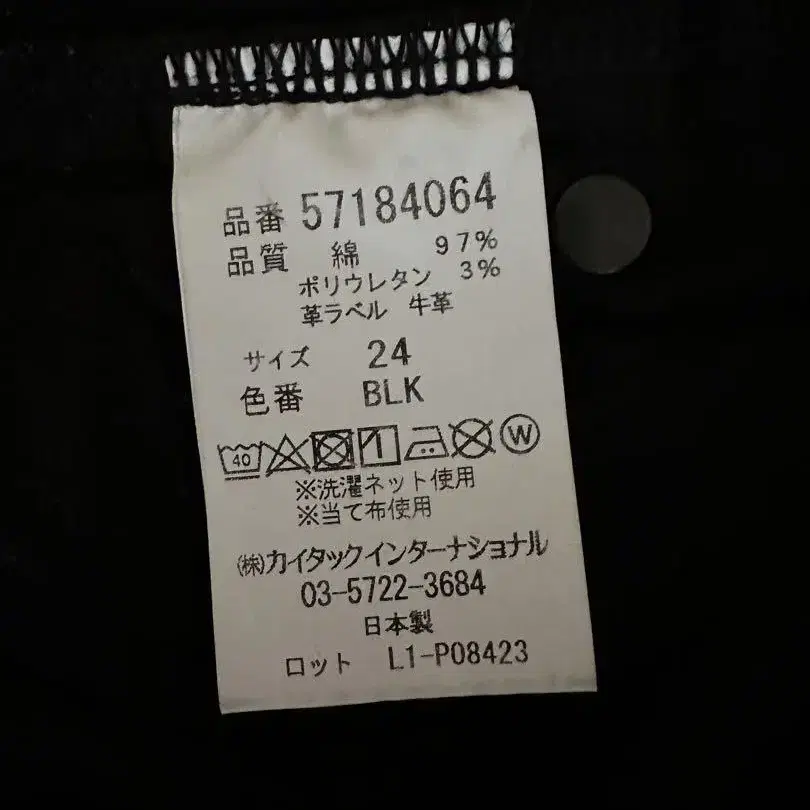 品番 57184064
品質 綿 97%
ポリウレタン 3%
革ラベル 牛革
サイズ 24
色番 BLK
40 W
※洗濯ネット使用
※当て布使用
㈱カイタックインターナショナル
03-5722-3684
日本製
ロット L1-P08423